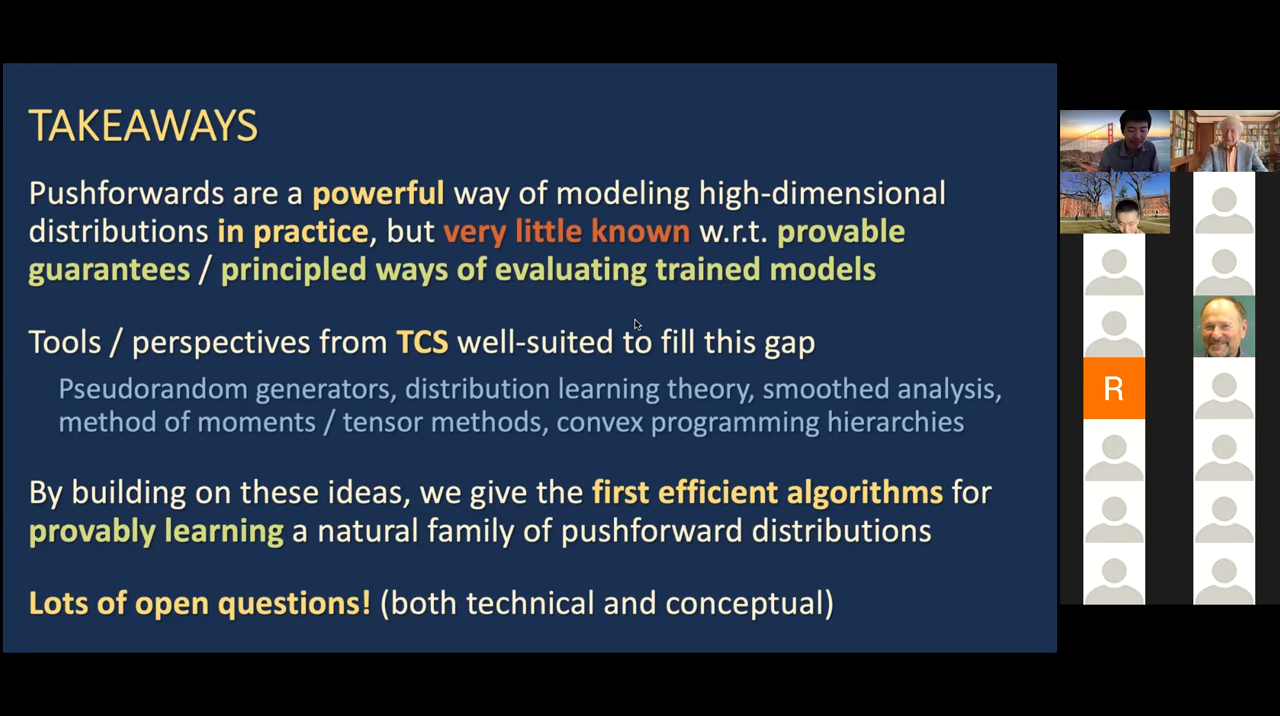 TAKEAWAYS
Pushforwards are a powerful way of modeling high-dimensional
distributions in practice, but very little known w.r.t. provable
guarantees / principled ways of evaluating trained models
Tools / perspectives from TCS well-suited to fill this gap
Pseudorandom generators, distribution learning theory, smoothed analysis,
method of moments / tensor methods, convex programming hierarchies
By building on these ideas, we give the first efficient algorithms for
provably learning a natural family of pushforward distributions
Lots of open questions! (both technical and conceptual)
R